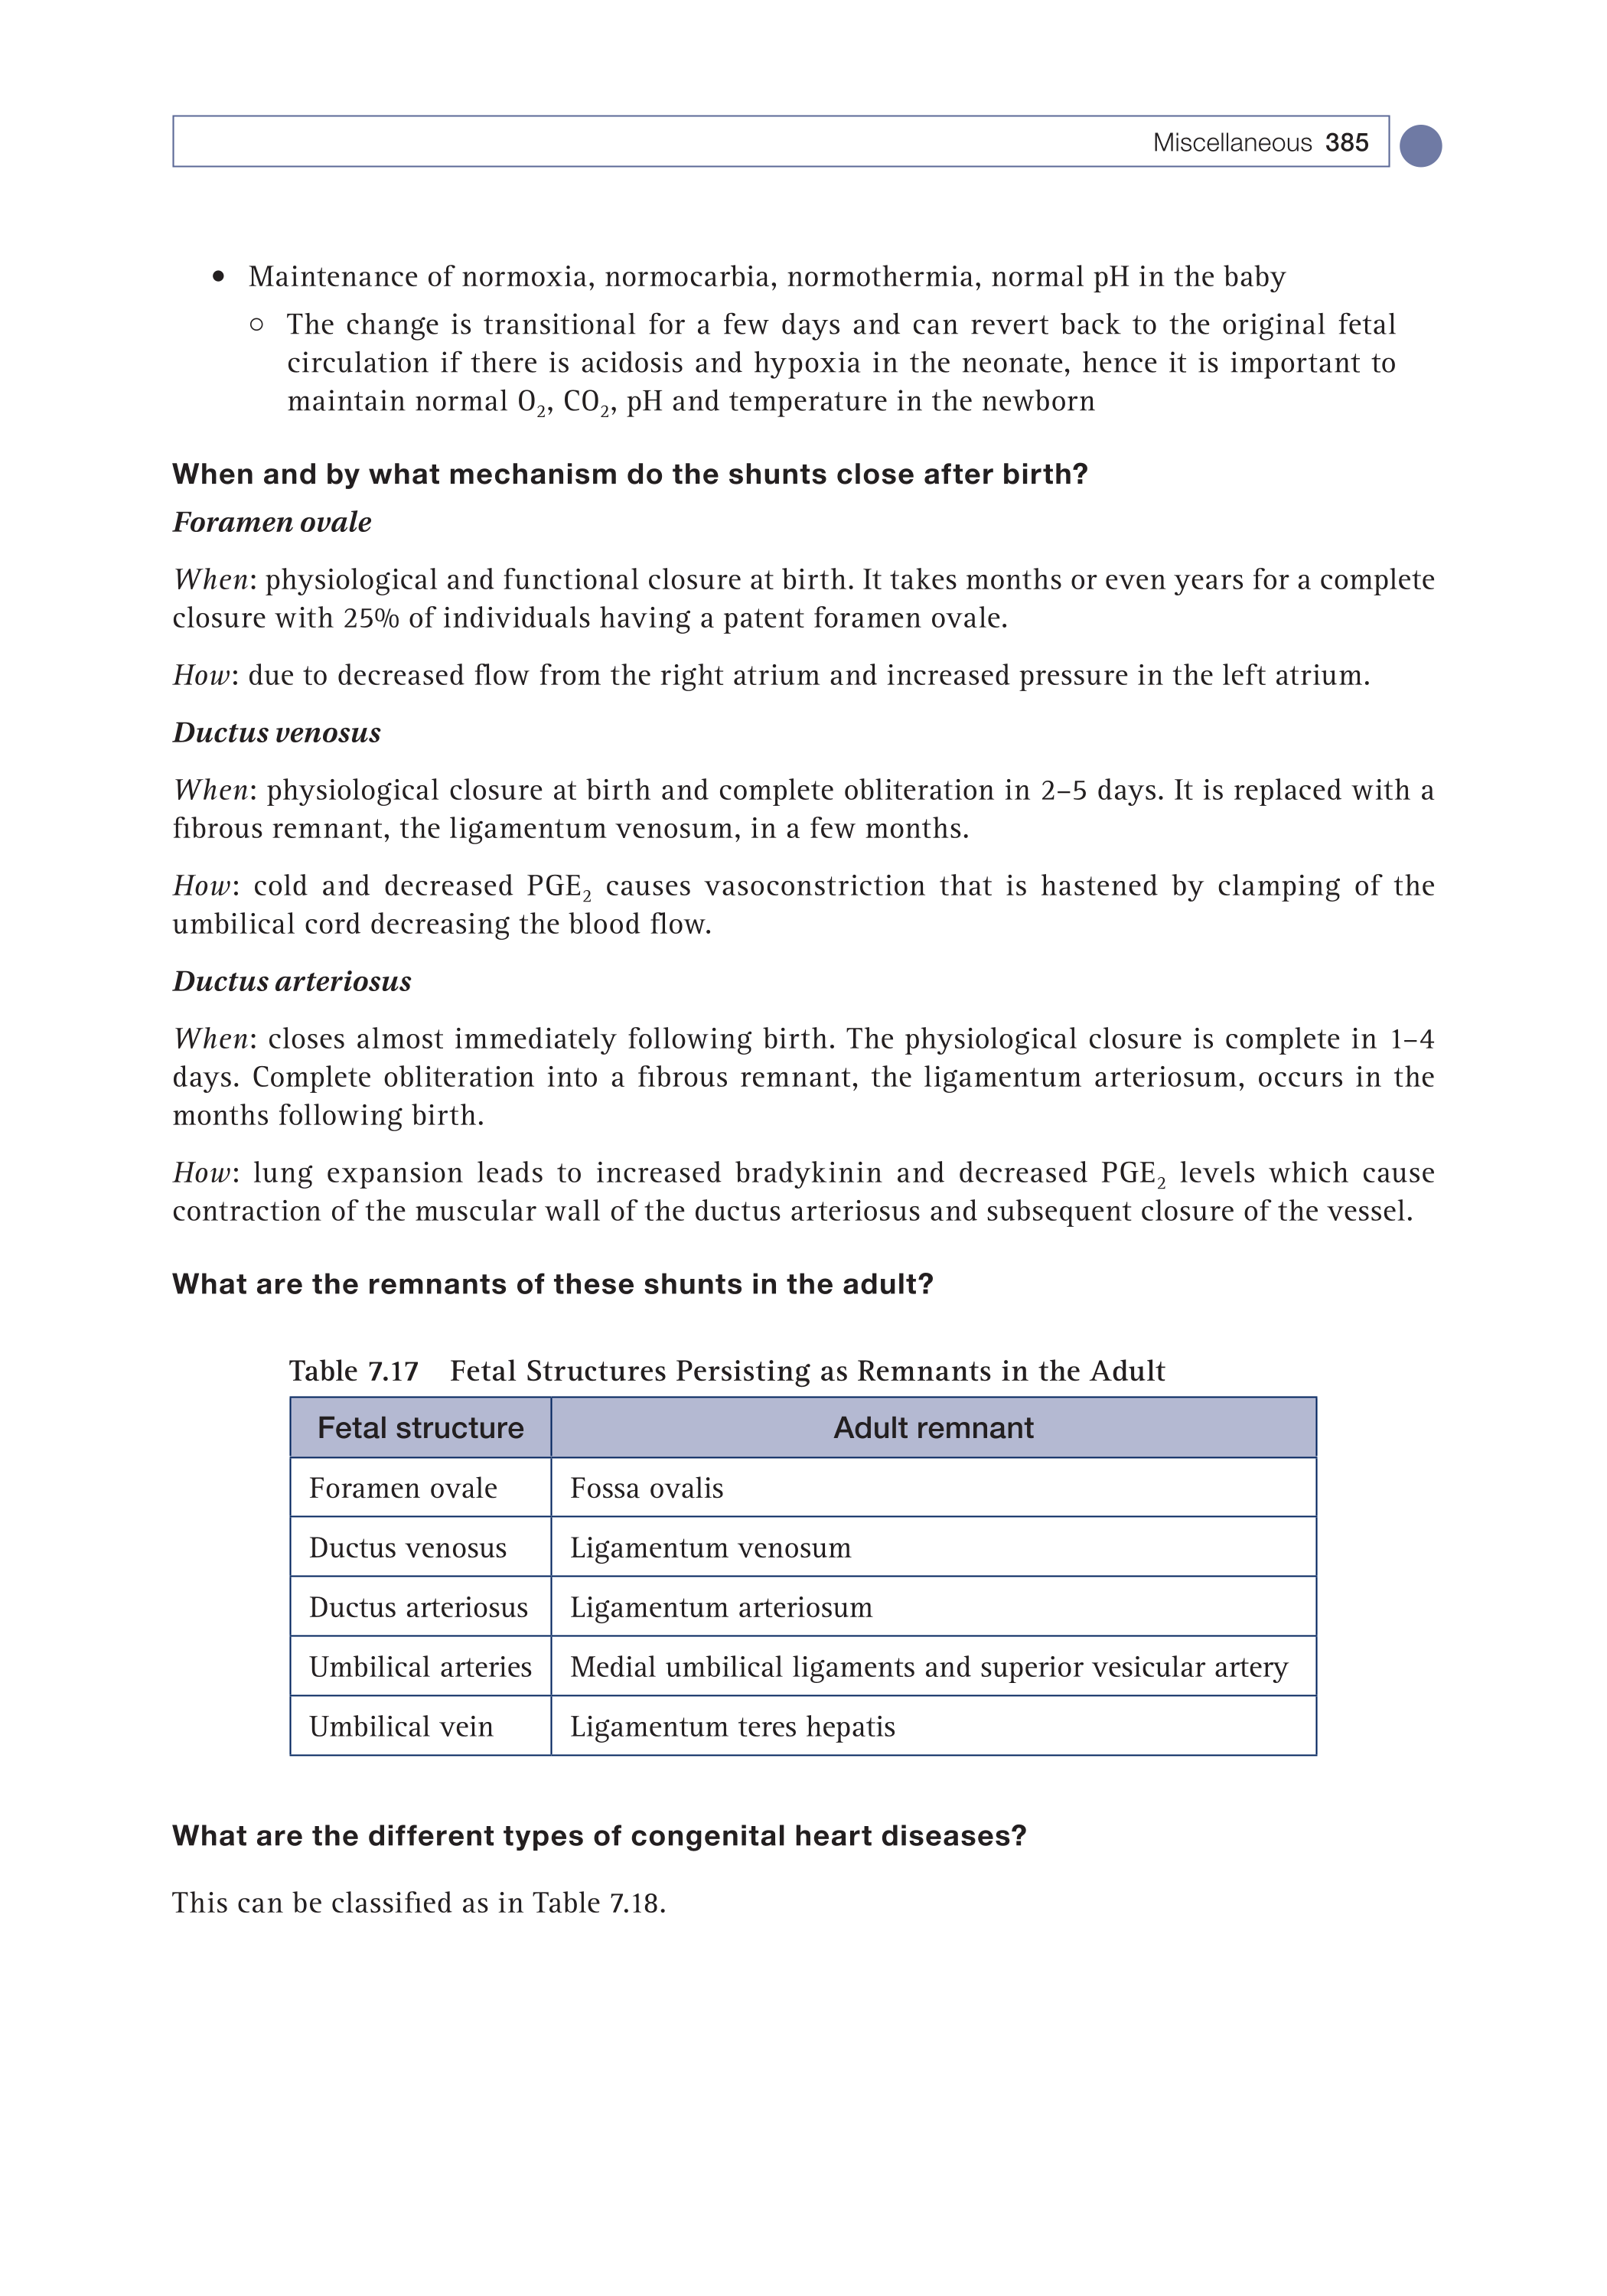 Miscellaneous 385
• Maintenance of normoxia, normocarbia, normothermia, normal pH in the baby
○ The change is transitional for a few days and can revert back to the original fetal
circulation if there is acidosis and hypoxia in the neonate, hence it is important to
maintain normal O₂, CO₂, pH and temperature in the newborn
When and by what mechanism do the shunts close after birth?
Foramen ovale
When: physiological and functional closure at birth. It takes months or even years for a complete
closure with 25% of individuals having a patent foramen ovale.
How: due to decreased flow from the right atrium and increased pressure in the left atrium.
Ductus venosus
When: physiological closure at birth and complete obliteration in 2–5 days. It is replaced with a
fibrous remnant, the ligamentum venosum, in a few months.
How: cold and decreased PGE₂ causes vasoconstriction that is hastened by clamping of the
umbilical cord decreasing the blood flow.
Ductus arteriosus
When: closes almost immediately following birth. The physiological closure is complete in 1–4
days. Complete obliteration into a fibrous remnant, the ligamentum arteriosum, occurs in the
months following birth.
How: lung expansion leads to increased bradykinin and decreased PGE₂ levels which cause
contraction of the muscular wall of the ductus arteriosus and subsequent closure of the vessel.
What are the remnants of these shunts in the adult?
Table 7.17 Fetal Structures Persisting as Remnants in the Adult
Fetal structure Adult remnant
Foramen ovale Fossa ovalis
Ductus venosus Ligamentum venosum
Ductus arteriosus Ligamentum arteriosum
Umbilical arteries Medial umbilical ligaments and superior vesicular artery
Umbilical vein Ligamentum teres hepatis
What are the different types of congenital heart diseases?
This can be classified as in Table 7.18.